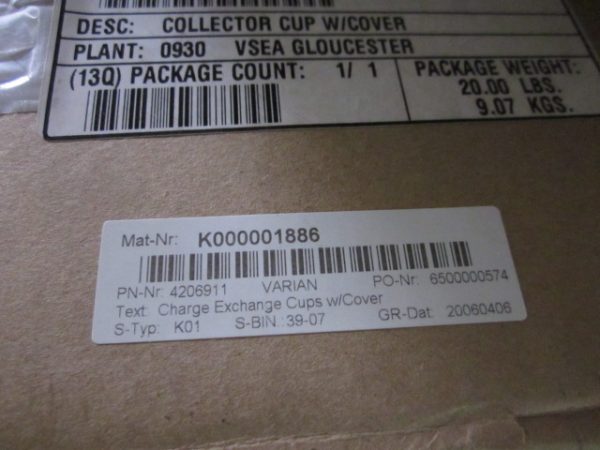 DESC: COLLECTOR CUP W/COVER
PLANT: 0930 VSEA GLOUCESTER
(13Q) PACKAGE COUNT: 1/ 1
PACKAGE WEIGHT:
20.00 LBS.
9.07 KGS.
Mat-Nr: K000001886
PN-Nr: 4206911 VARIAN PO-Nr: 6500000574
Text: Charge Exchange Cups w/Cover
S-Typ: K01 S-BIN :39-07 GR-Dat: 20060406